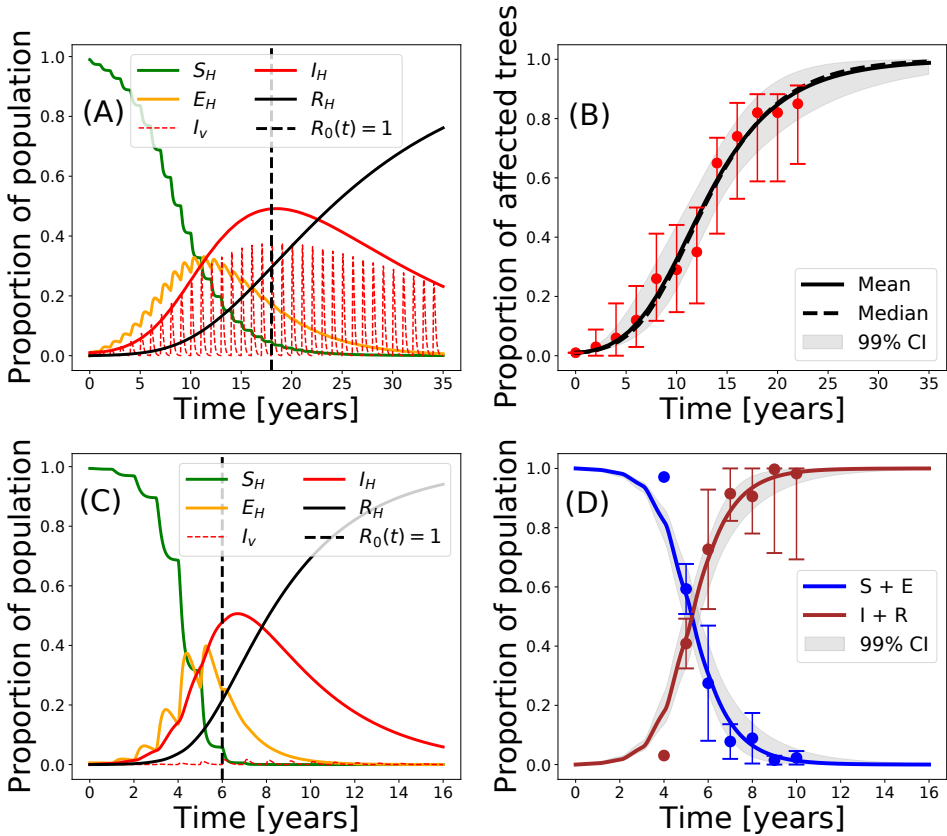 (A)
Proportion of population
S_H
E_H
I_v
I_H
R_H
R_0(t) = 1
1.0
0.8
0.6
0.4
0.2
0.0
0 5 10 15 20 25 30 35
Time [years]
(B)
Proportion of affected trees
1.0
0.8
0.6
0.4
0.2
0.0
Mean
Median
99% CI
0 5 10 15 20 25 30 35
Time [years]
(C)
Proportion of population
S_H
E_H
I_v
I_H
R_H
R_0(t) = 1
1.0
0.8
0.6
0.4
0.2
0.0
0 2 4 6 8 10 12 14 16
Time [years]
(D)
Proportion of population
1.0
0.8
0.6
0.4
0.2
0.0
S + E
I + R
99% CI
0 2 4 6 8 10 12 14 16
Time [years]